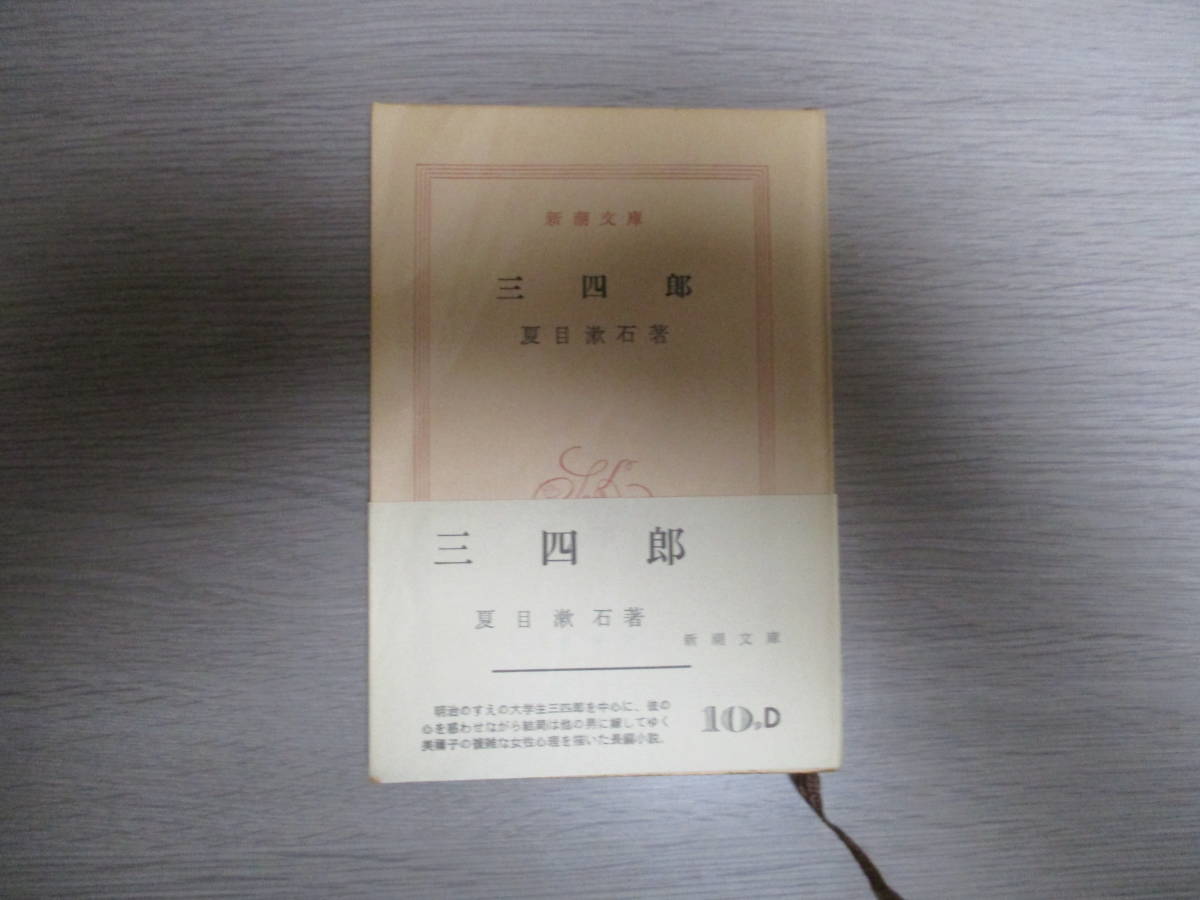 新潮文庫
三四郎
夏目漱石著
三四郎
夏目漱石著
新潮文庫
明治のすえの大学生三四郎を中心に、彼の
心を惑わせながら結局は他の男に嫁してゆく
美禰子の複雑な女性心理を描いた長編小説。
10,D